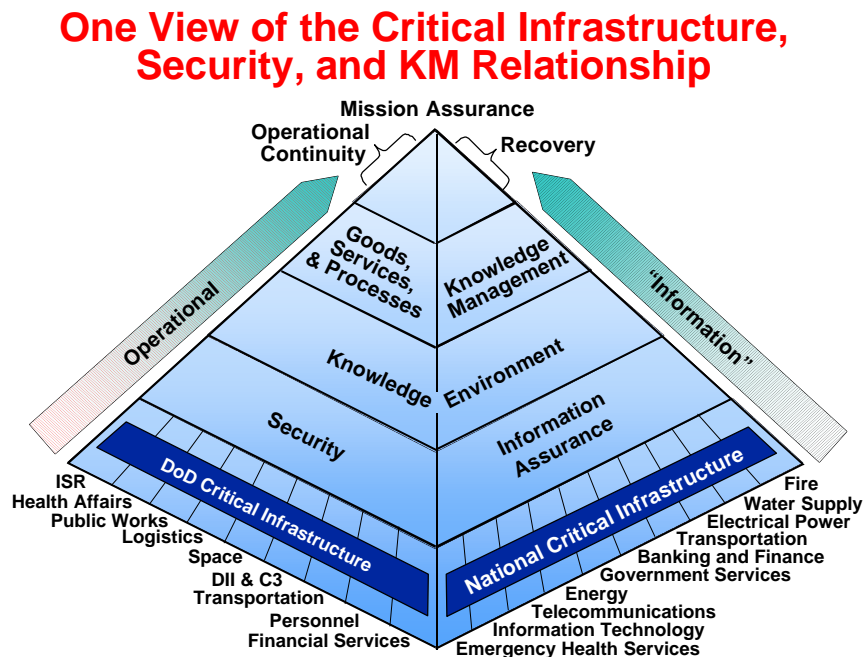 One View of the Critical Infrastructure,
Security, and KM Relationship
Mission Assurance
Operational
Continuity
Recovery
Operational
"Information"
Goods,
Services,
& Processes
Knowledge
Management
Knowledge
Environment
Security
Information
Assurance
DoD Critical Infrastructure
National Critical Infrastructure
ISR
Health Affairs
Public Works
Logistics
Space
DII & C3
Transportation
Personnel
Financial Services
Fire
Water Supply
Electrical Power
Transportation
Banking and Finance
Government Services
Energy
Telecommunications
Information Technology
Emergency Health Services